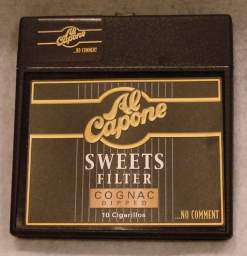 Al
Capone
...NO COMMENT
Al
Capone
SWEETS
FILTER
COGNAC
DIPPED
10 Cigarillos
...NO COMMENT